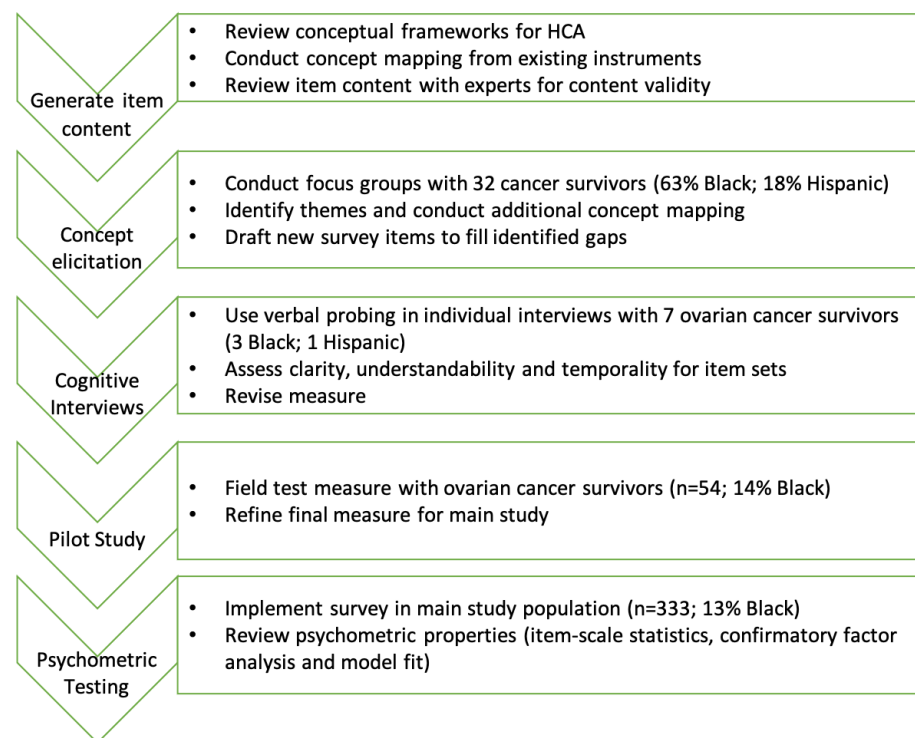 Generate item
content
• Review conceptual frameworks for HCA
• Conduct concept mapping from existing instruments
• Review item content with experts for content validity
Concept
elicitation
• Conduct focus groups with 32 cancer survivors (63% Black; 18% Hispanic)
• Identify themes and conduct additional concept mapping
• Draft new survey items to fill identified gaps
Cognitive
Interviews
• Use verbal probing in individual interviews with 7 ovarian cancer survivors
(3 Black; 1 Hispanic)
• Assess clarity, understandability and temporality for item sets
• Revise measure
Pilot Study
• Field test measure with ovarian cancer survivors (n=54; 14% Black)
• Refine final measure for main study
Psychometric
Testing
• Implement survey in main study population (n=333; 13% Black)
• Review psychometric properties (item-scale statistics, confirmatory factor
analysis and model fit)